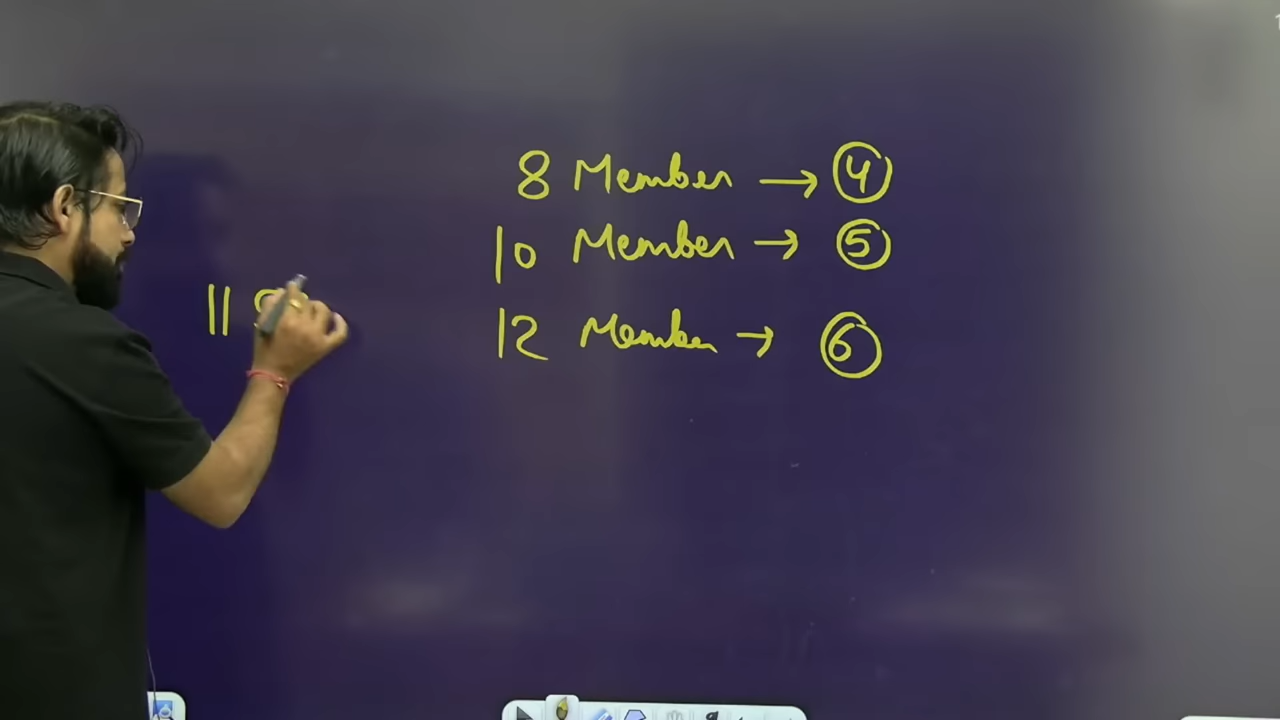 8 Member → 4
10 Member → 5
12 Member → 6
11